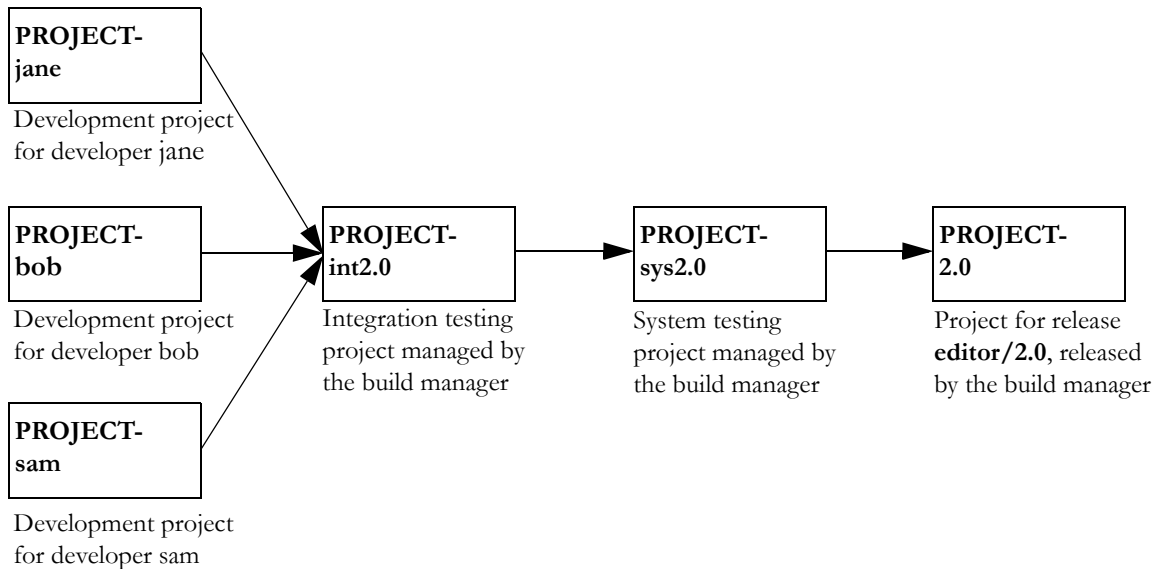 PROJECT-
jane
Development project
for developer jane
PROJECT-
bob
Development project
for developer bob
PROJECT-
sam
Development project
for developer sam
PROJECT-
int2.0
Integration testing
project managed by
the build manager
PROJECT-
sys2.0
System testing
project managed by
the build manager
PROJECT-
2.0
Project for release
editor/2.0, released
by the build manager